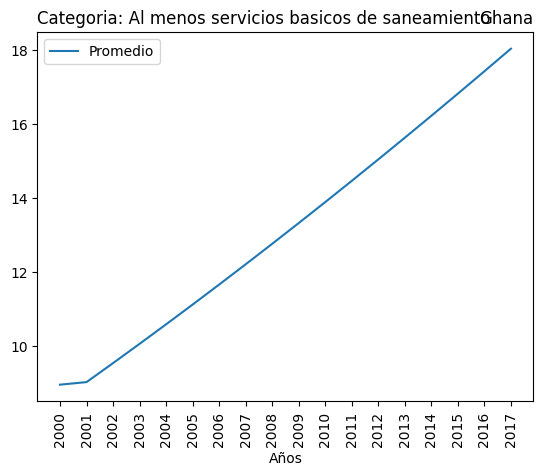 Categoria: Al menos servicios basicos de saneamiento Ghana
Promedio
18
16
14
12
10
2000 2001 2002 2003 2004 2005 2006 2007 2008 2009 2010 2011 2012 2013 2014 2015 2016 2017
Años